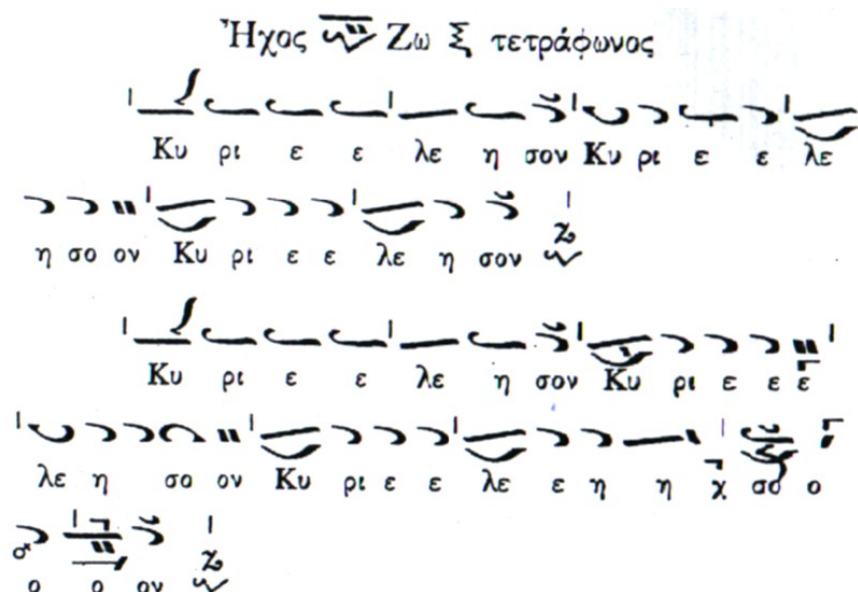 Ἦχος Ζω ξ τετράφωνος
Κυ ρι ε ε λε η σον Κυ ρι ε ε λε
η σο ον Κυ ρι ε ε λε η σον
Κυ ρι ε ε λε η σον Κυ ρι ε ε ε
λε η σο ον Κυ ρι ε ε λε ε η η χ σο ο
ο ο ον